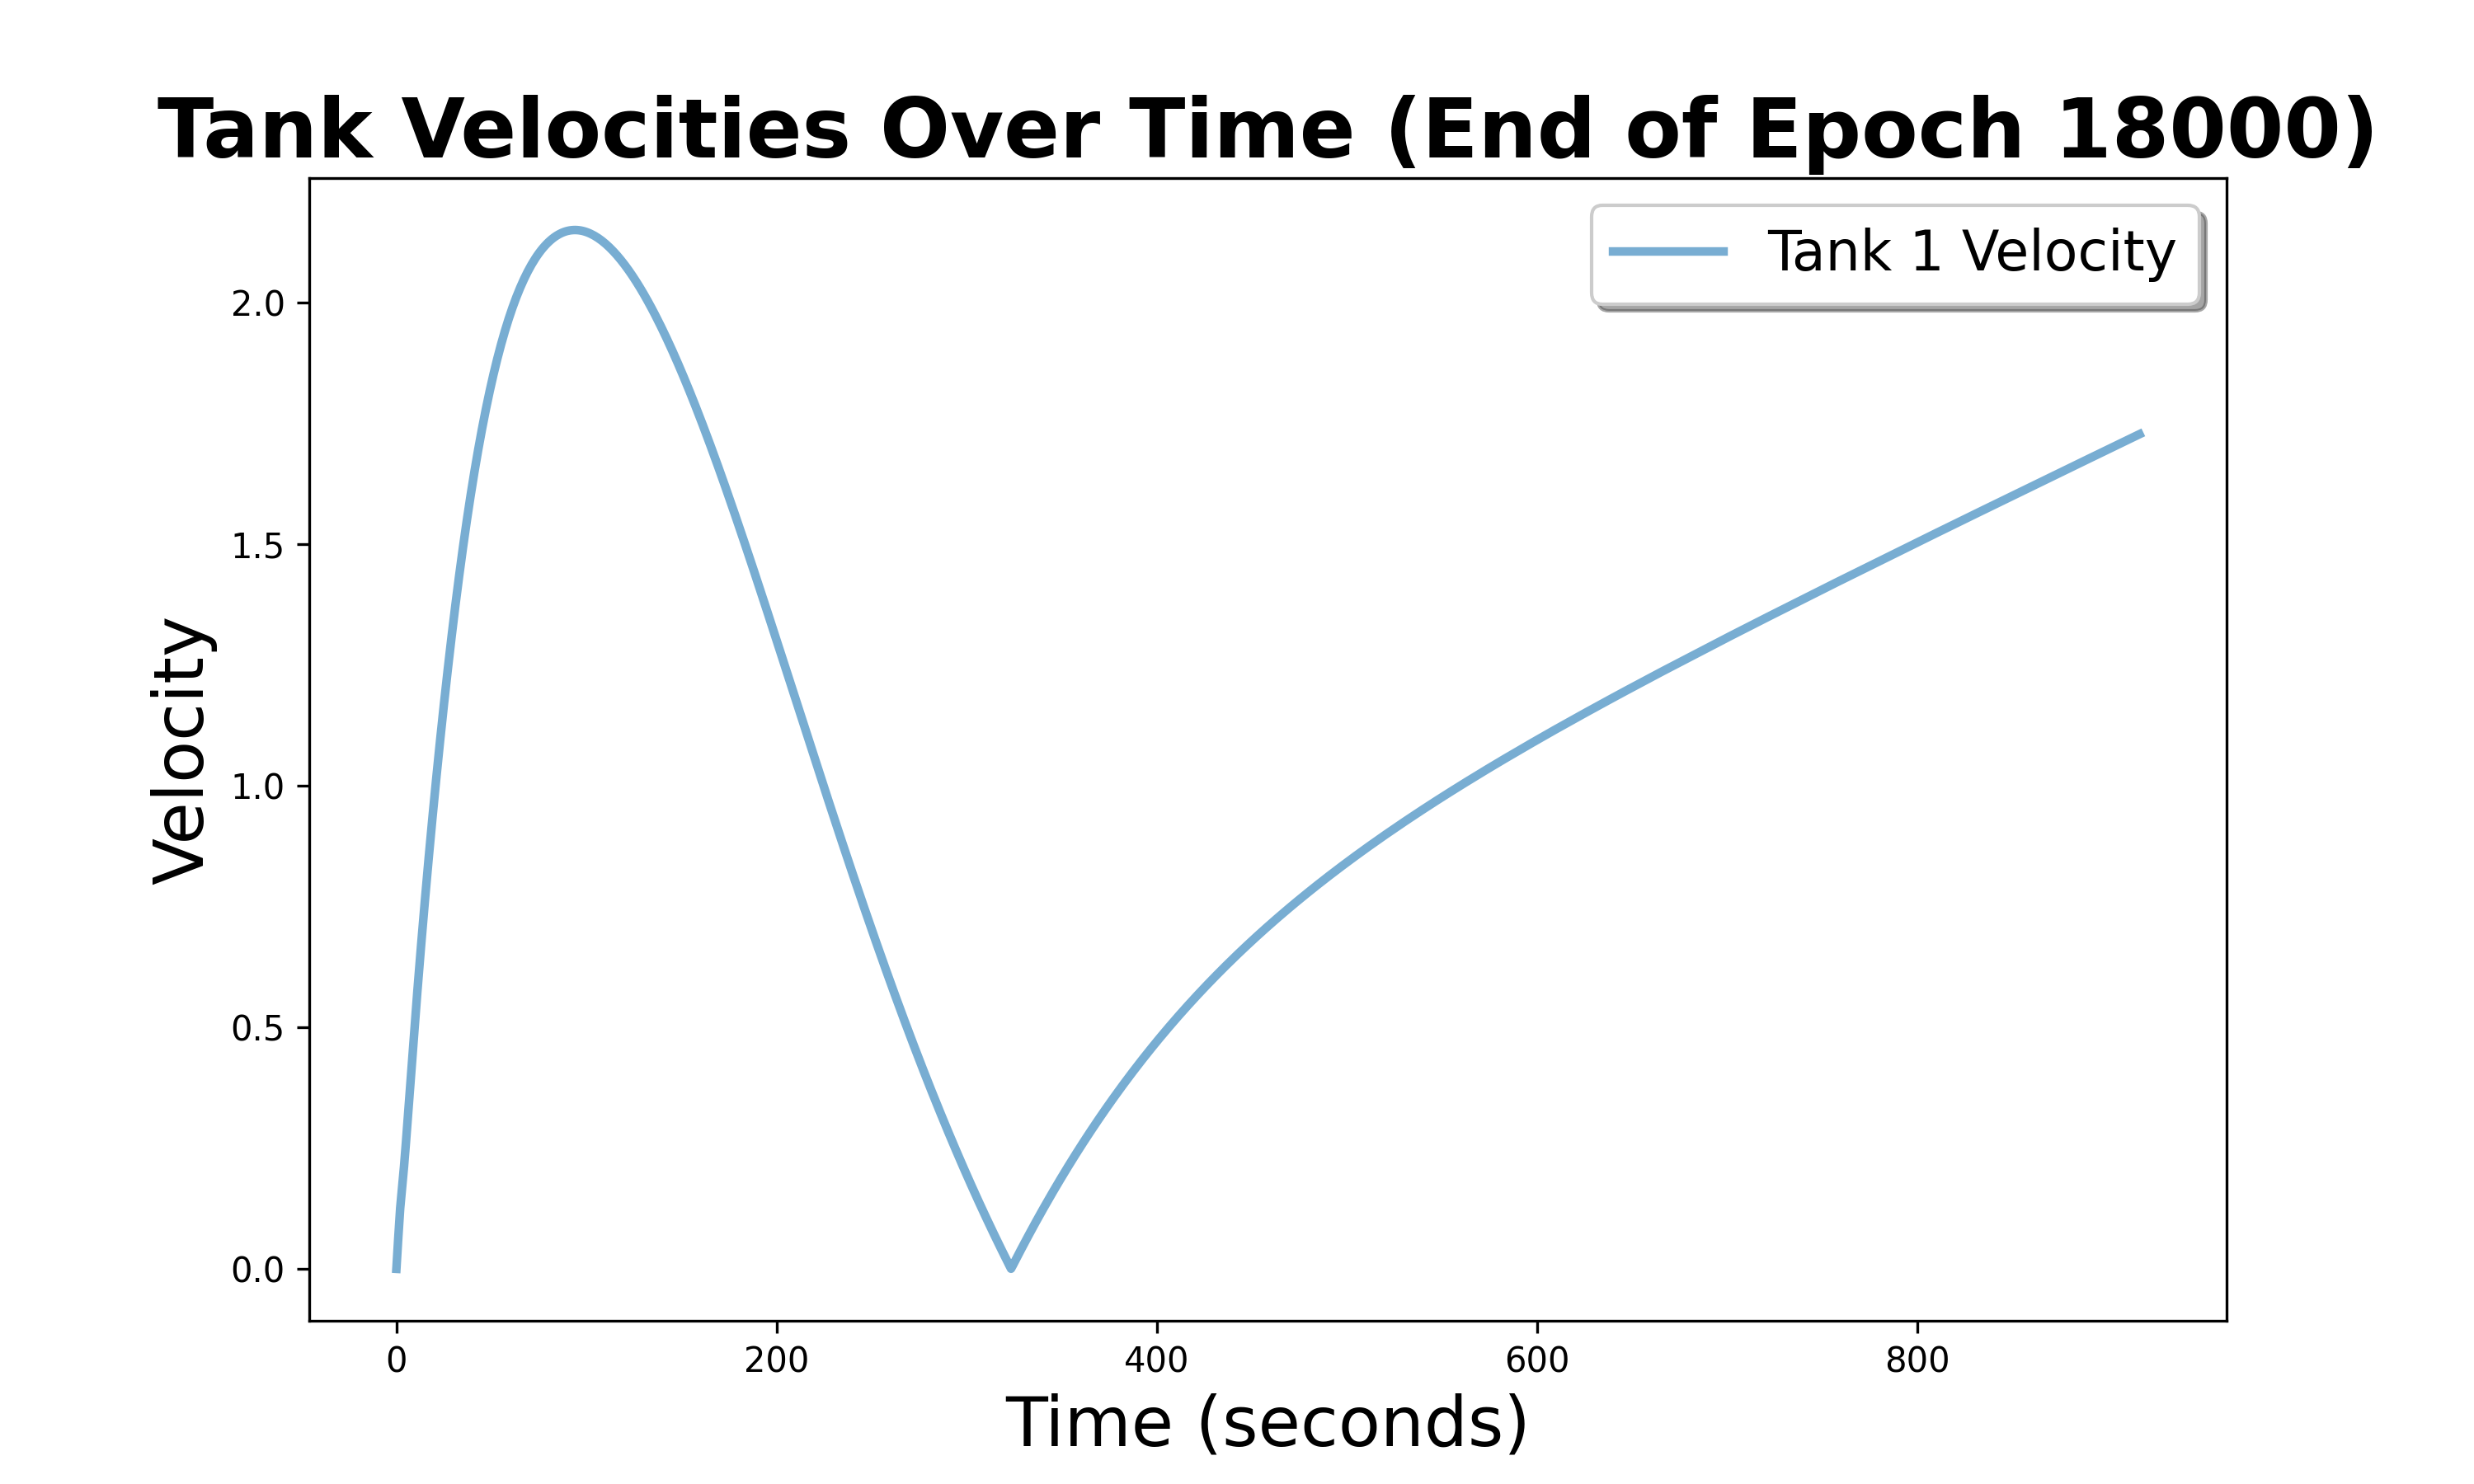 Tank Velocities Over Time (End of Epoch 18000)
Tank 1 Velocity
Velocity
2.0
1.5
1.0
0.5
0.0
0 200 400 600 800
Time (seconds)